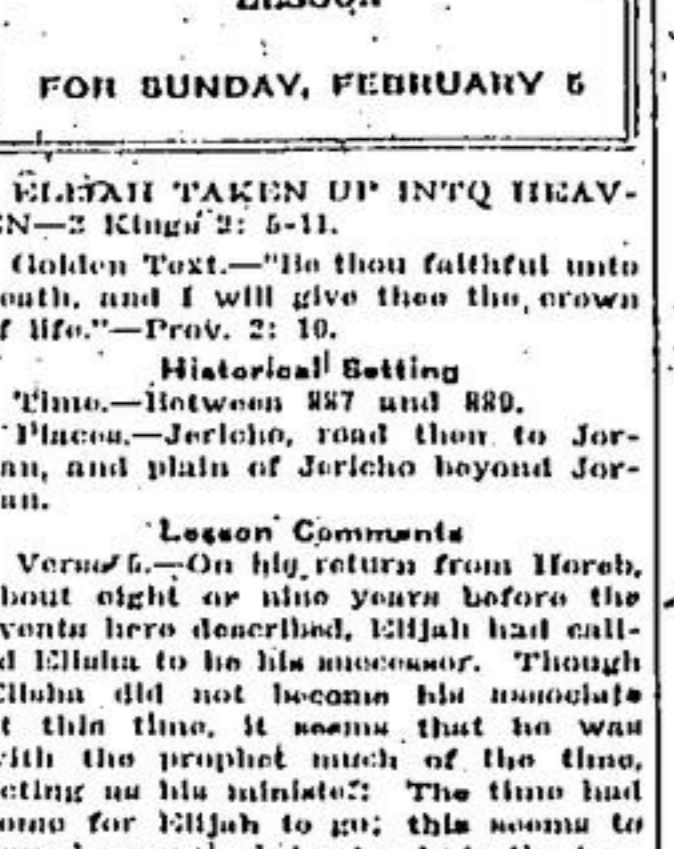 LESSON
FOR SUNDAY, FEBRUARY 5
ELIJAH TAKEN UP INTO HEAV-
EN—2 Kings 2: 5-11.
Golden Text.—"Be thou faithful unto
eath, and I will give thee the crown
f life."—Prov. 2: 10.
Historical Setting
Time.—Between 887 and 889.
Places.—Jericho, road then to Jor-
an, and plain of Jericho beyond Jor-
an.
Lesson Comments
Verse 5.—On his return from Horeb,
bout eight or nine years before the
vents here described, Elijah had call-
d Elisha to be his successor. Though
Elisha did not become his associate
t this time, it seems that he was
with the prophet much of the time,
cting as his minister: The time had
ome for Elijah to go; this seems to